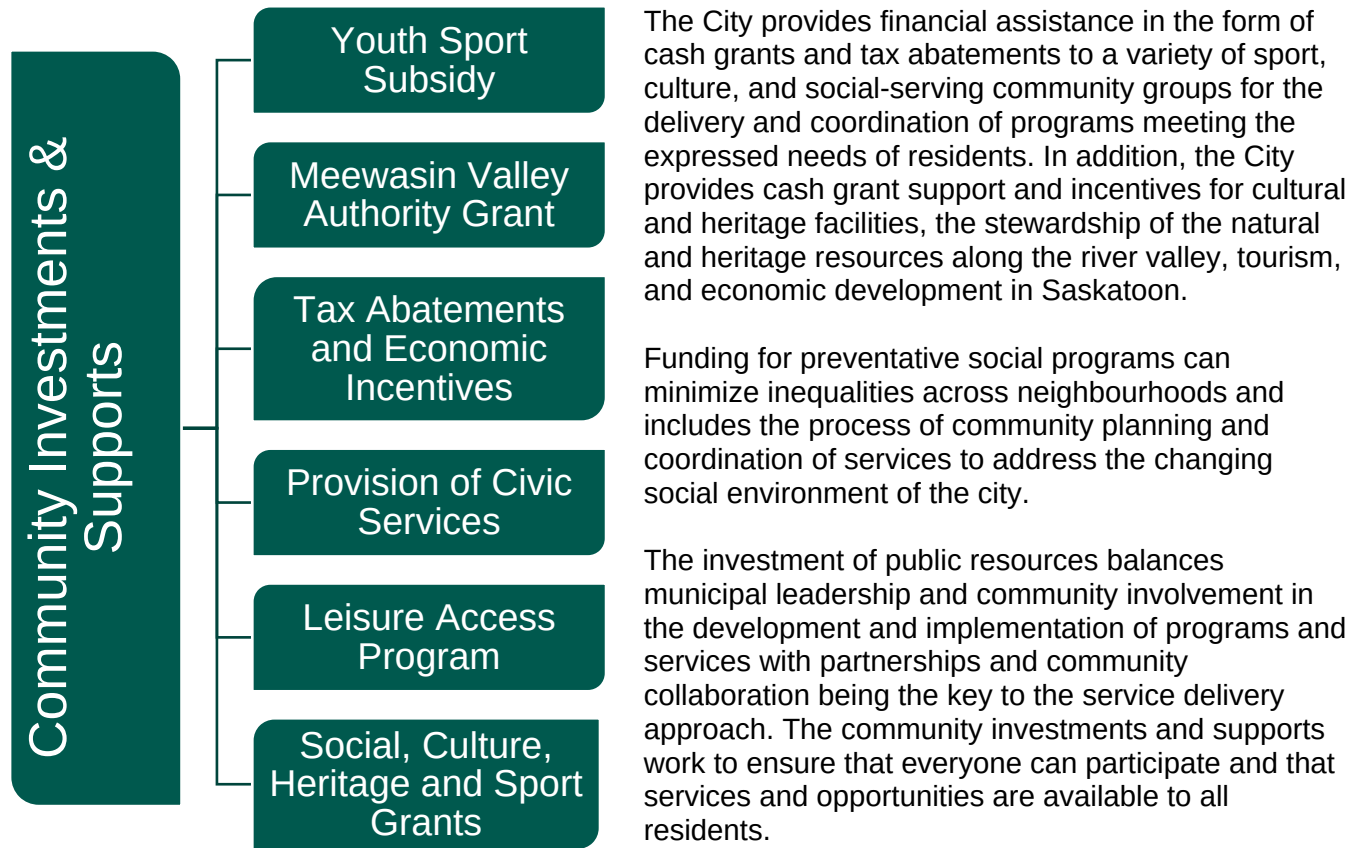 Community Investments &
Supports
Youth Sport
Subsidy
Meewasin Valley
Authority Grant
Tax Abatements
and Economic
Incentives
Provision of Civic
Services
Leisure Access
Program
Social, Culture,
Heritage and Sport
Grants
The City provides financial assistance in the form of
cash grants and tax abatements to a variety of sport,
culture, and social-serving community groups for the
delivery and coordination of programs meeting the
expressed needs of residents. In addition, the City
provides cash grant support and incentives for cultural
and heritage facilities, the stewardship of the natural
and heritage resources along the river valley, tourism,
and economic development in Saskatoon.
Funding for preventative social programs can
minimize inequalities across neighbourhoods and
includes the process of community planning and
coordination of services to address the changing
social environment of the city.
The investment of public resources balances
municipal leadership and community involvement in
the development and implementation of programs and
services with partnerships and community
collaboration being the key to the service delivery
approach. The community investments and supports
work to ensure that everyone can participate and that
services and opportunities are available to all
residents.